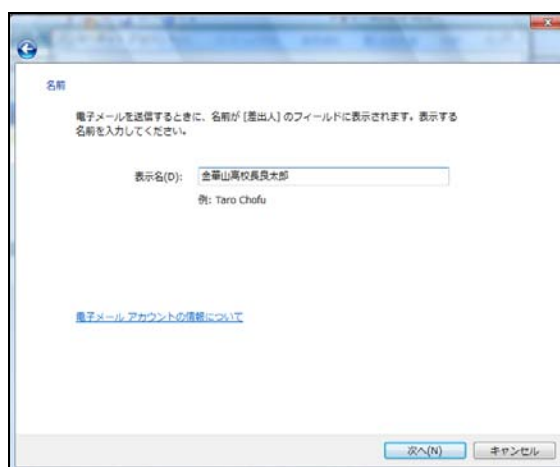 名前
電子メールを送信するときに、名前が [差出人] のフィールドに表示されます。表示する
名前を入力してください。
表示名(D):
金華山高校長良太郎
例: Taro Chofu
電子メール アカウントの情報について
次へ(N)
キャンセル